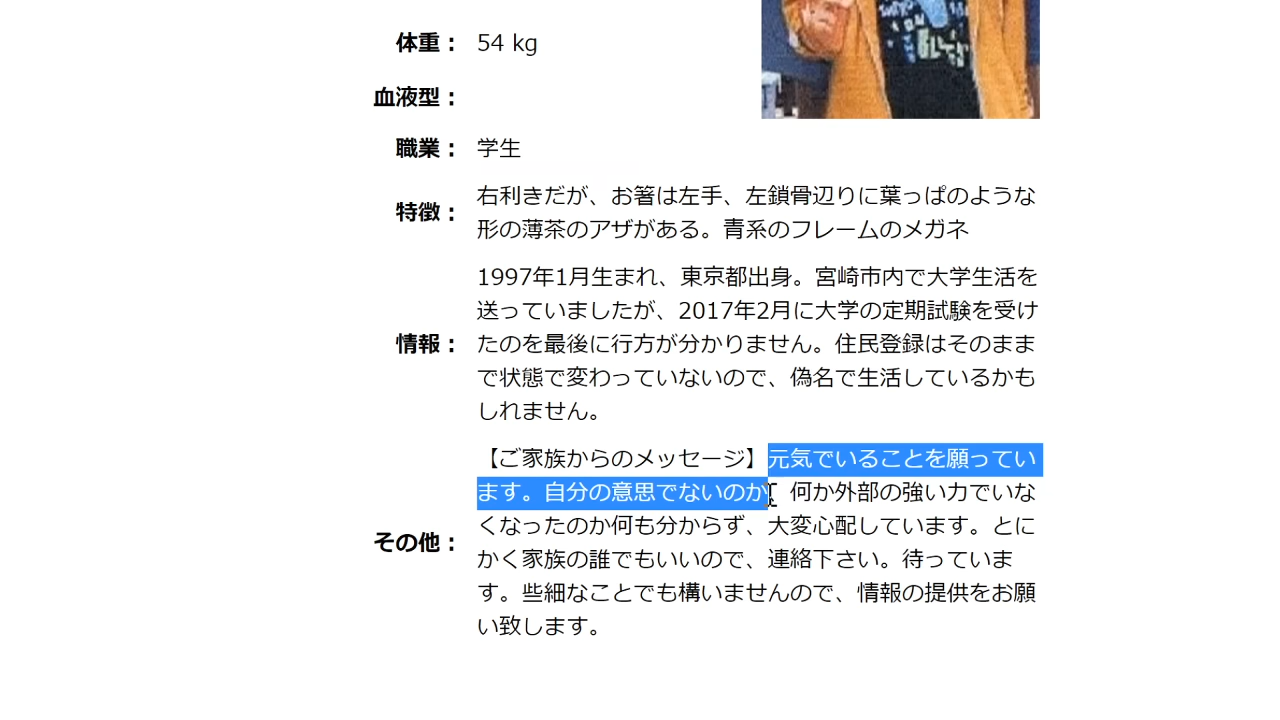 体重： 54 kg
血液型：
職業： 学生
特徴： 右利きだが、お箸は左手、左鎖骨辺りに葉っぱのような
形の薄茶のアザがある。青系のフレームのメガネ
情報： 1997年1月生まれ、東京都出身。宮崎市内で大学生活を
送っていましたが、2017年2月に大学の定期試験を受け
たのを最後に行方が分かりません。住民登録はそのまま
で状態で変わっていないので、偽名で生活しているかも
しれません。
その他： 【ご家族からのメッセージ】元気でいることを願ってい
ます。自分の意思でないのか、何か外部の強い力でいな
くなったのか何も分からず、大変心配しています。とに
かく家族の誰でもいいので、連絡下さい。待っていま
す。些細なことでも構いませんので、情報の提供をお願
い致します。